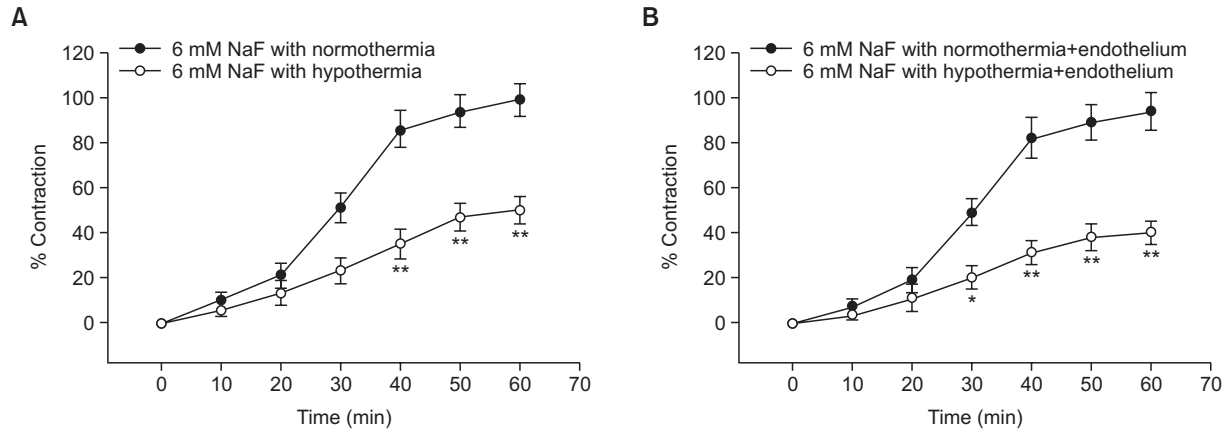 A
6 mM NaF with normothermia
6 mM NaF with hypothermia
120
100
80
60
40
20
0
% Contraction
**
**
**
0 10 20 30 40 50 60 70
Time (min)
B
6 mM NaF with normothermia+endothelium
6 mM NaF with hypothermia+endothelium
120
100
80
60
40
20
0
% Contraction
*
**
**
**
0 10 20 30 40 50 60 70
Time (min)